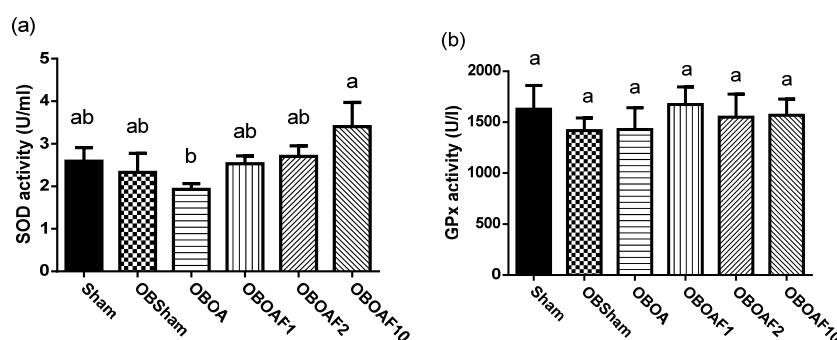 (a)
SOD activity (U/ml)
5
4
3
2
1
0
ab
ab
b
ab
ab
a
Sham
OBSham
OBOA
OBOAF1
OBOAF2
OBOAF10
(b)
GPx activity (U/l)
2000
1500
1000
500
0
a
a
a
a
a
a
Sham
OBSham
OBOA
OBOAF1
OBOAF2
OBOAF10